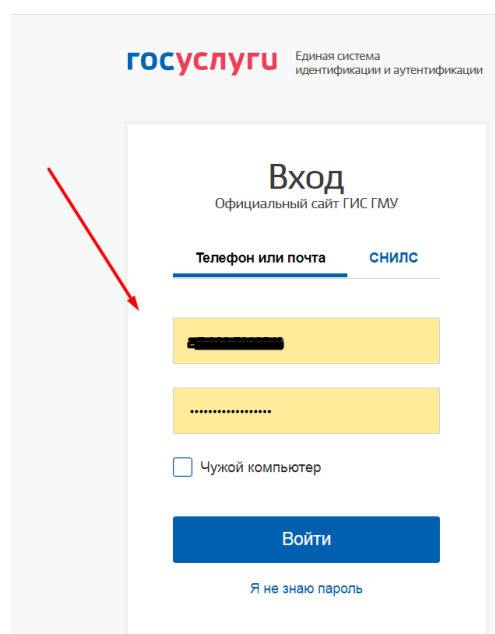 госуслуги
Единая система
идентификации и аутентификации
Вход
Официальный сайт ГИС ГМУ
Телефон или почта СНИЛС
Чужой компьютер
Войти
Я не знаю пароль